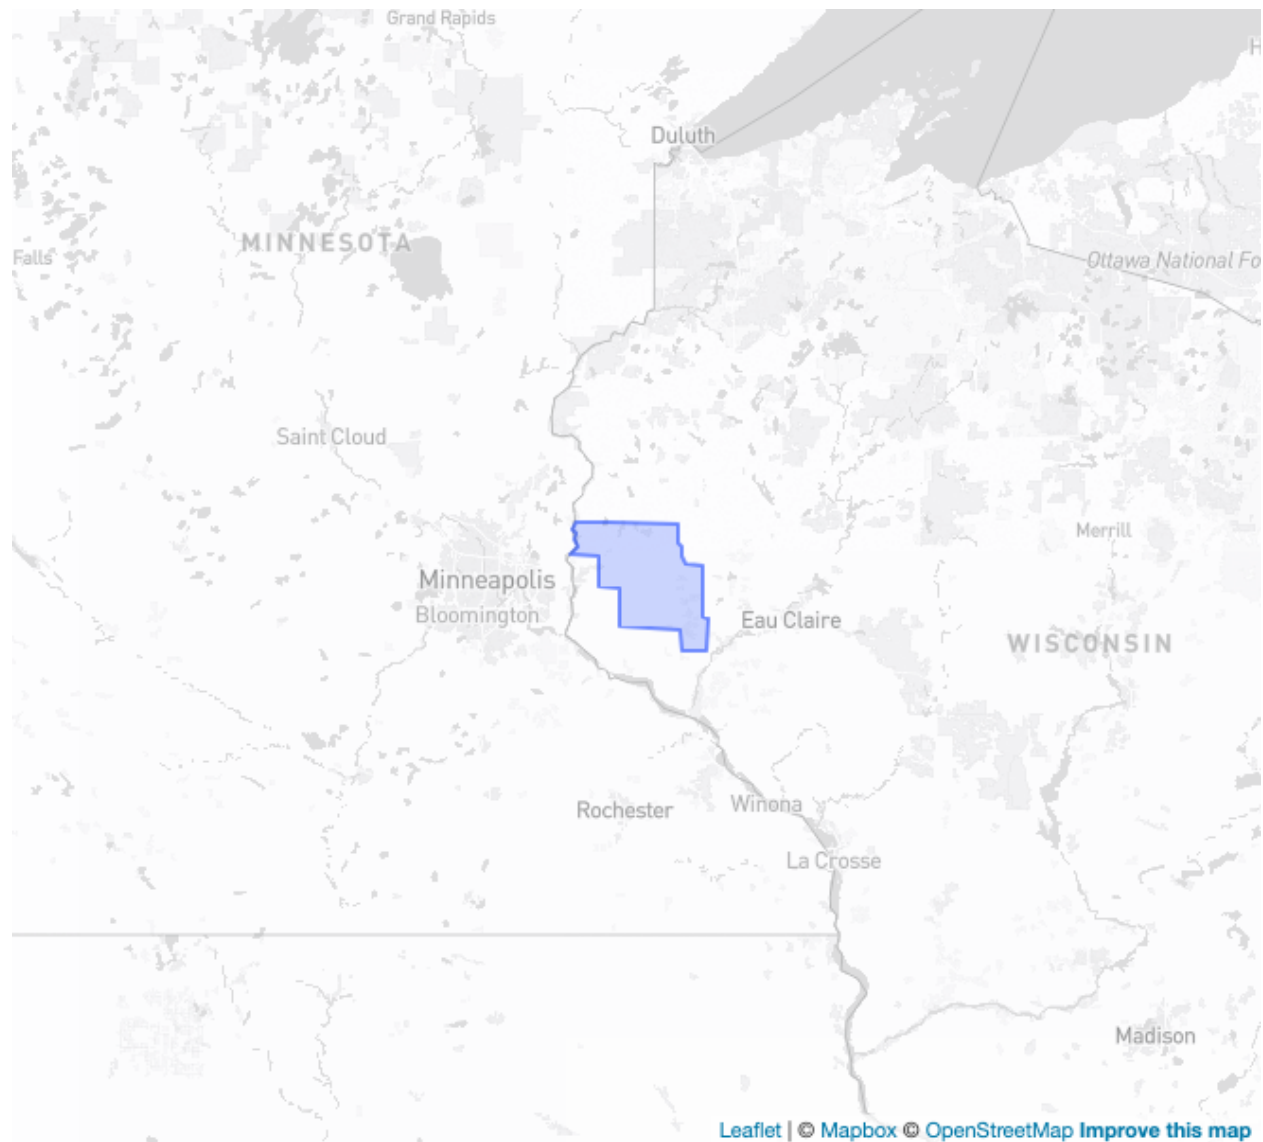 Grand Rapids
H
Duluth
MINNESOTA
Falls
Ottawa National Fo
Saint Cloud
Merrill
Minneapolis
Bloomington
Eau Claire
WISCONSIN
Rochester
Winona
La Crosse
Madison
Leaflet | © Mapbox © OpenStreetMap Improve this map